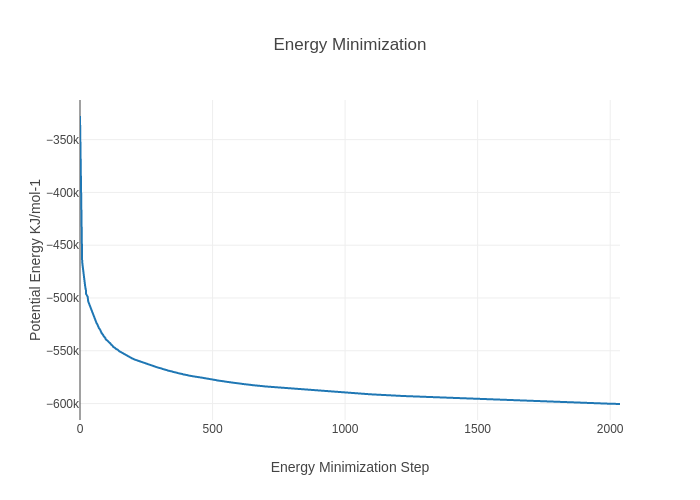 Energy Minimization
Potential Energy KJ/mol-1
−350k
−400k
−450k
−500k
−550k
−600k
0
500
1000
1500
2000
Energy Minimization Step